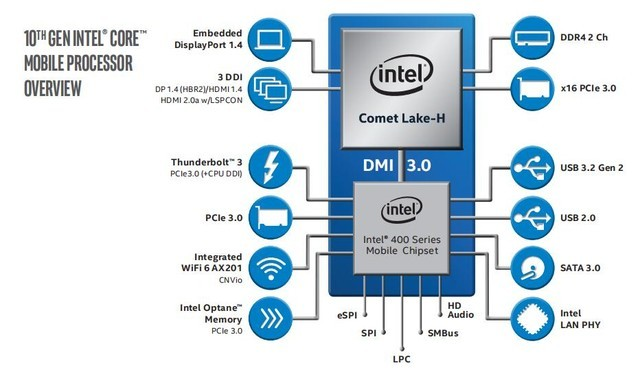 10TH GEN INTEL® CORE™
MOBILE PROCESSOR
OVERVIEW
Embedded
DisplayPort 1.4
3 DDI
DP 1.4 (HBR2)/HDMI 1.4
HDMI 2.0a w/LSPCON
intel
Comet Lake-H
DDR4 2 Ch
x16 PCIe 3.0
DMI 3.0
Thunderbolt™ 3
PCIe3.0 (+CPU DDI)
PCIe 3.0
Integrated
WiFi 6 AX201
CNVio
Intel Optane™
Memory
PCIe 3.0
intel
Intel® 400 Series
Mobile Chipset
USB 3.2 Gen 2
USB 2.0
SATA 3.0
Intel
LAN PHY
eSPI
SPI
LPC
SMBus
HD
Audio